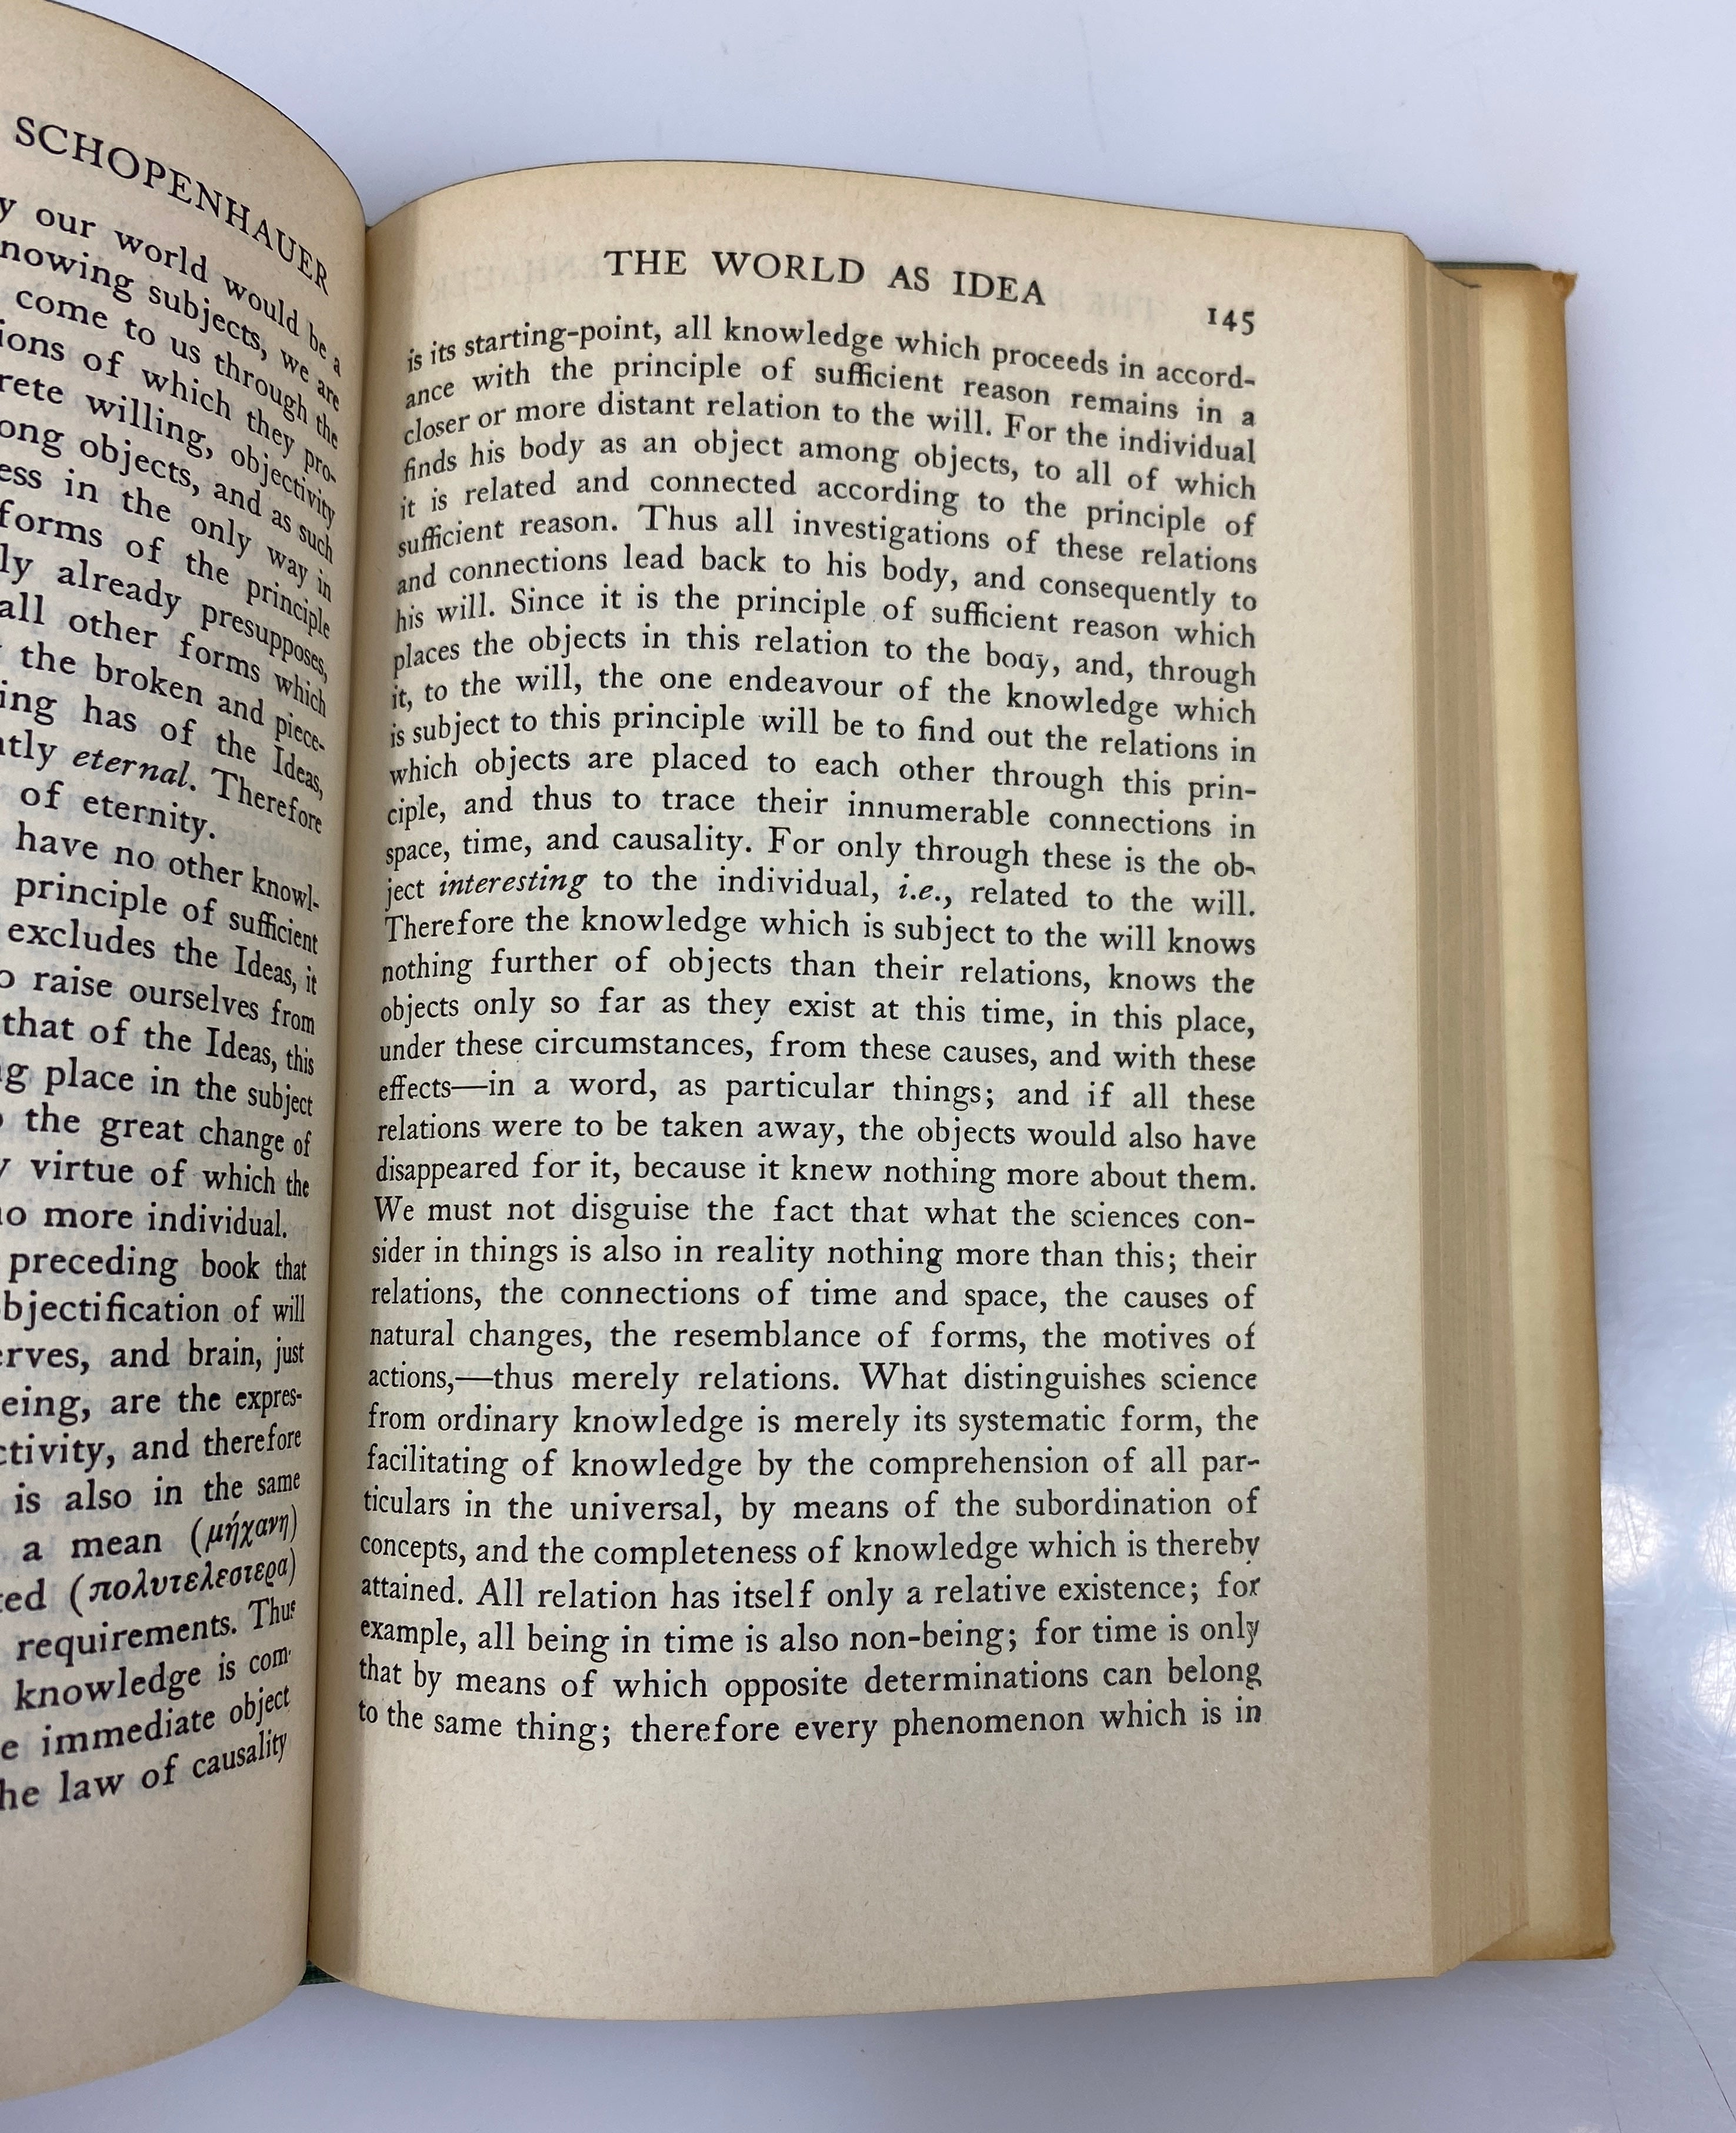 SCHOPENHAUER
our world would be a
knowing subjects, we are
come to us through the
of which they pro-
willing, objectivity
objects, and as such
in the only way in
forms of the principle
already presupposes,
all other forms which
the broken and piece-
has of the Ideas,
eternal. Therefore
of eternity.
have no other knowl-
principle of sufficient
excludes the Ideas, it
raise ourselves from
that of the Ideas, this
place in the subject
the great change of
virtue of which the
no more individual.
preceding book that
objectification of will
and brain, just
are the expres-
and therefore
is also in the same
a mean (μήχανη)
(πολυτελεστερα)
requirements. Thus
knowledge is com-
immediate object
law of causality
THE WORLD AS IDEA 145
is its starting-point, all knowledge which proceeds in accord-
ance with the principle of sufficient reason remains in a
closer or more distant relation to the will. For the individual
finds his body as an object among objects, to all of which
it is related and connected according to the principle of
sufficient reason. Thus all investigations of these relations
and connections lead back to his body, and consequently to
his will. Since it is the principle of sufficient reason which
places the objects in this relation to the body, and, through
it, to the will, the one endeavour of the knowledge which
is subject to this principle will be to find out the relations in
which objects are placed to each other through this prin-
ciple, and thus to trace their innumerable connections in
space, time, and causality. For only through these is the ob-
ject interesting to the individual, i.e., related to the will.
Therefore the knowledge which is subject to the will knows
nothing further of objects than their relations, knows the
objects only so far as they exist at this time, in this place,
under these circumstances, from these causes, and with these
effects—in a word, as particular things; and if all these
relations were to be taken away, the objects would also have
disappeared for it, because it knew nothing more about them.
We must not disguise the fact that what the sciences con-
sider in things is also in reality nothing more than this; their
relations, the connections of time and space, the causes of
natural changes, the resemblance of forms, the motives of
actions,—thus merely relations. What distinguishes science
from ordinary knowledge is merely its systematic form, the
facilitating of knowledge by the comprehension of all par-
ticulars in the universal, by means of the subordination of
concepts, and the completeness of knowledge which is thereby
attained. All relation has itself only a relative existence; for
example, all being in time is also non-being; for time is only
that by means of which opposite determinations can belong
to the same thing; therefore every phenomenon which is in